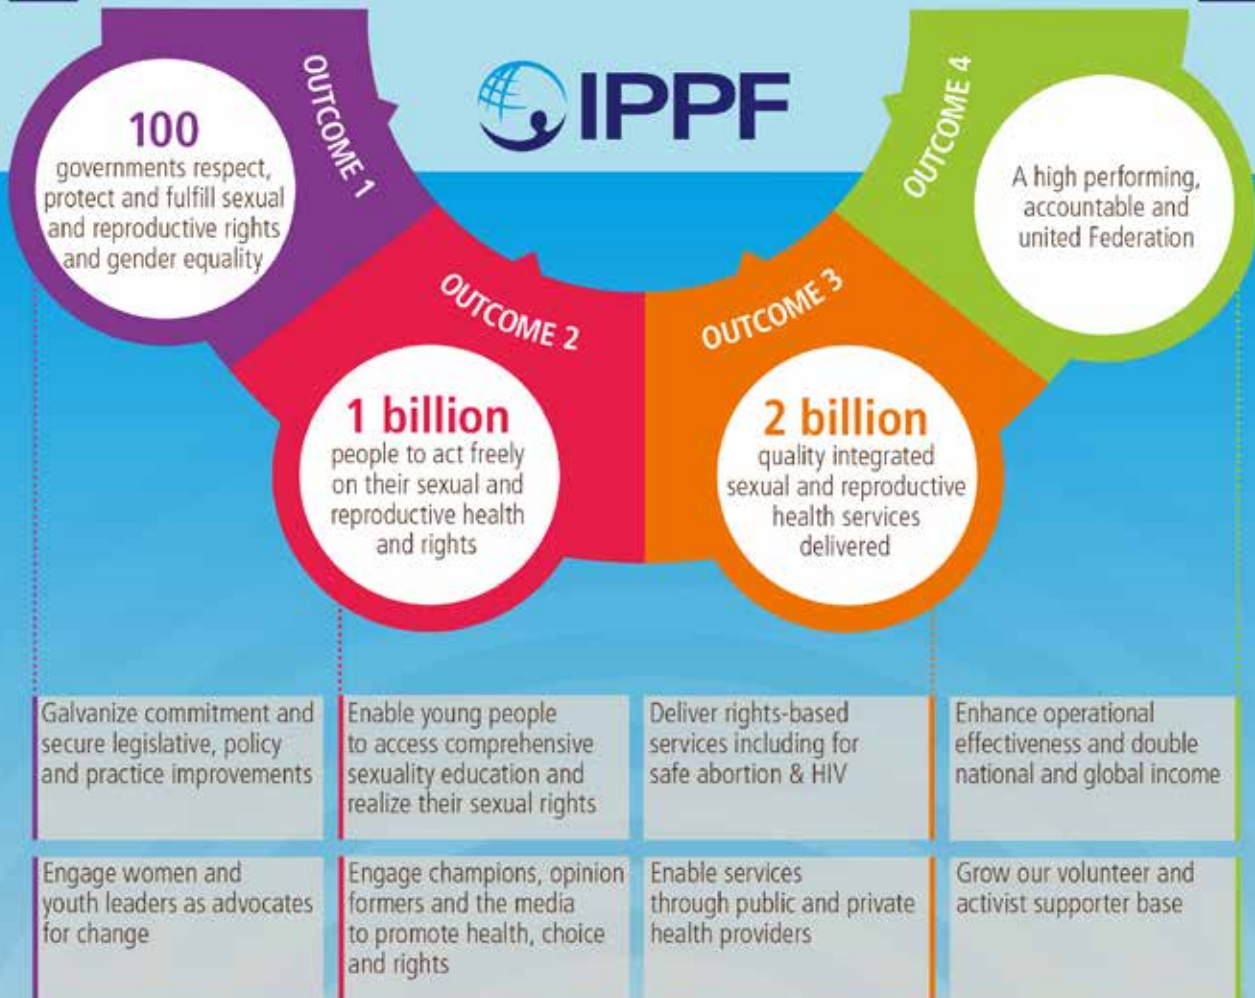 IPPF
OUTCOME 1
100
governments respect,
protect and fulfill sexual
and reproductive rights
and gender equality
OUTCOME 2
1 billion
people to act freely
on their sexual and
reproductive health
and rights
OUTCOME 3
2 billion
quality integrated
sexual and reproductive
health services
delivered
OUTCOME 4
A high performing,
accountable and
united Federation
Galvanize commitment and
secure legislative, policy
and practice improvements
Engage women and
youth leaders as advocates
for change
Enable young people
to access comprehensive
sexuality education and
realize their sexual rights
Engage champions, opinion
formers and the media
to promote health, choice
and rights
Deliver rights-based
services including for
safe abortion & HIV
Enable services
through public and private
health providers
Enhance operational
effectiveness and double
national and global income
Grow our volunteer and
activist supporter base